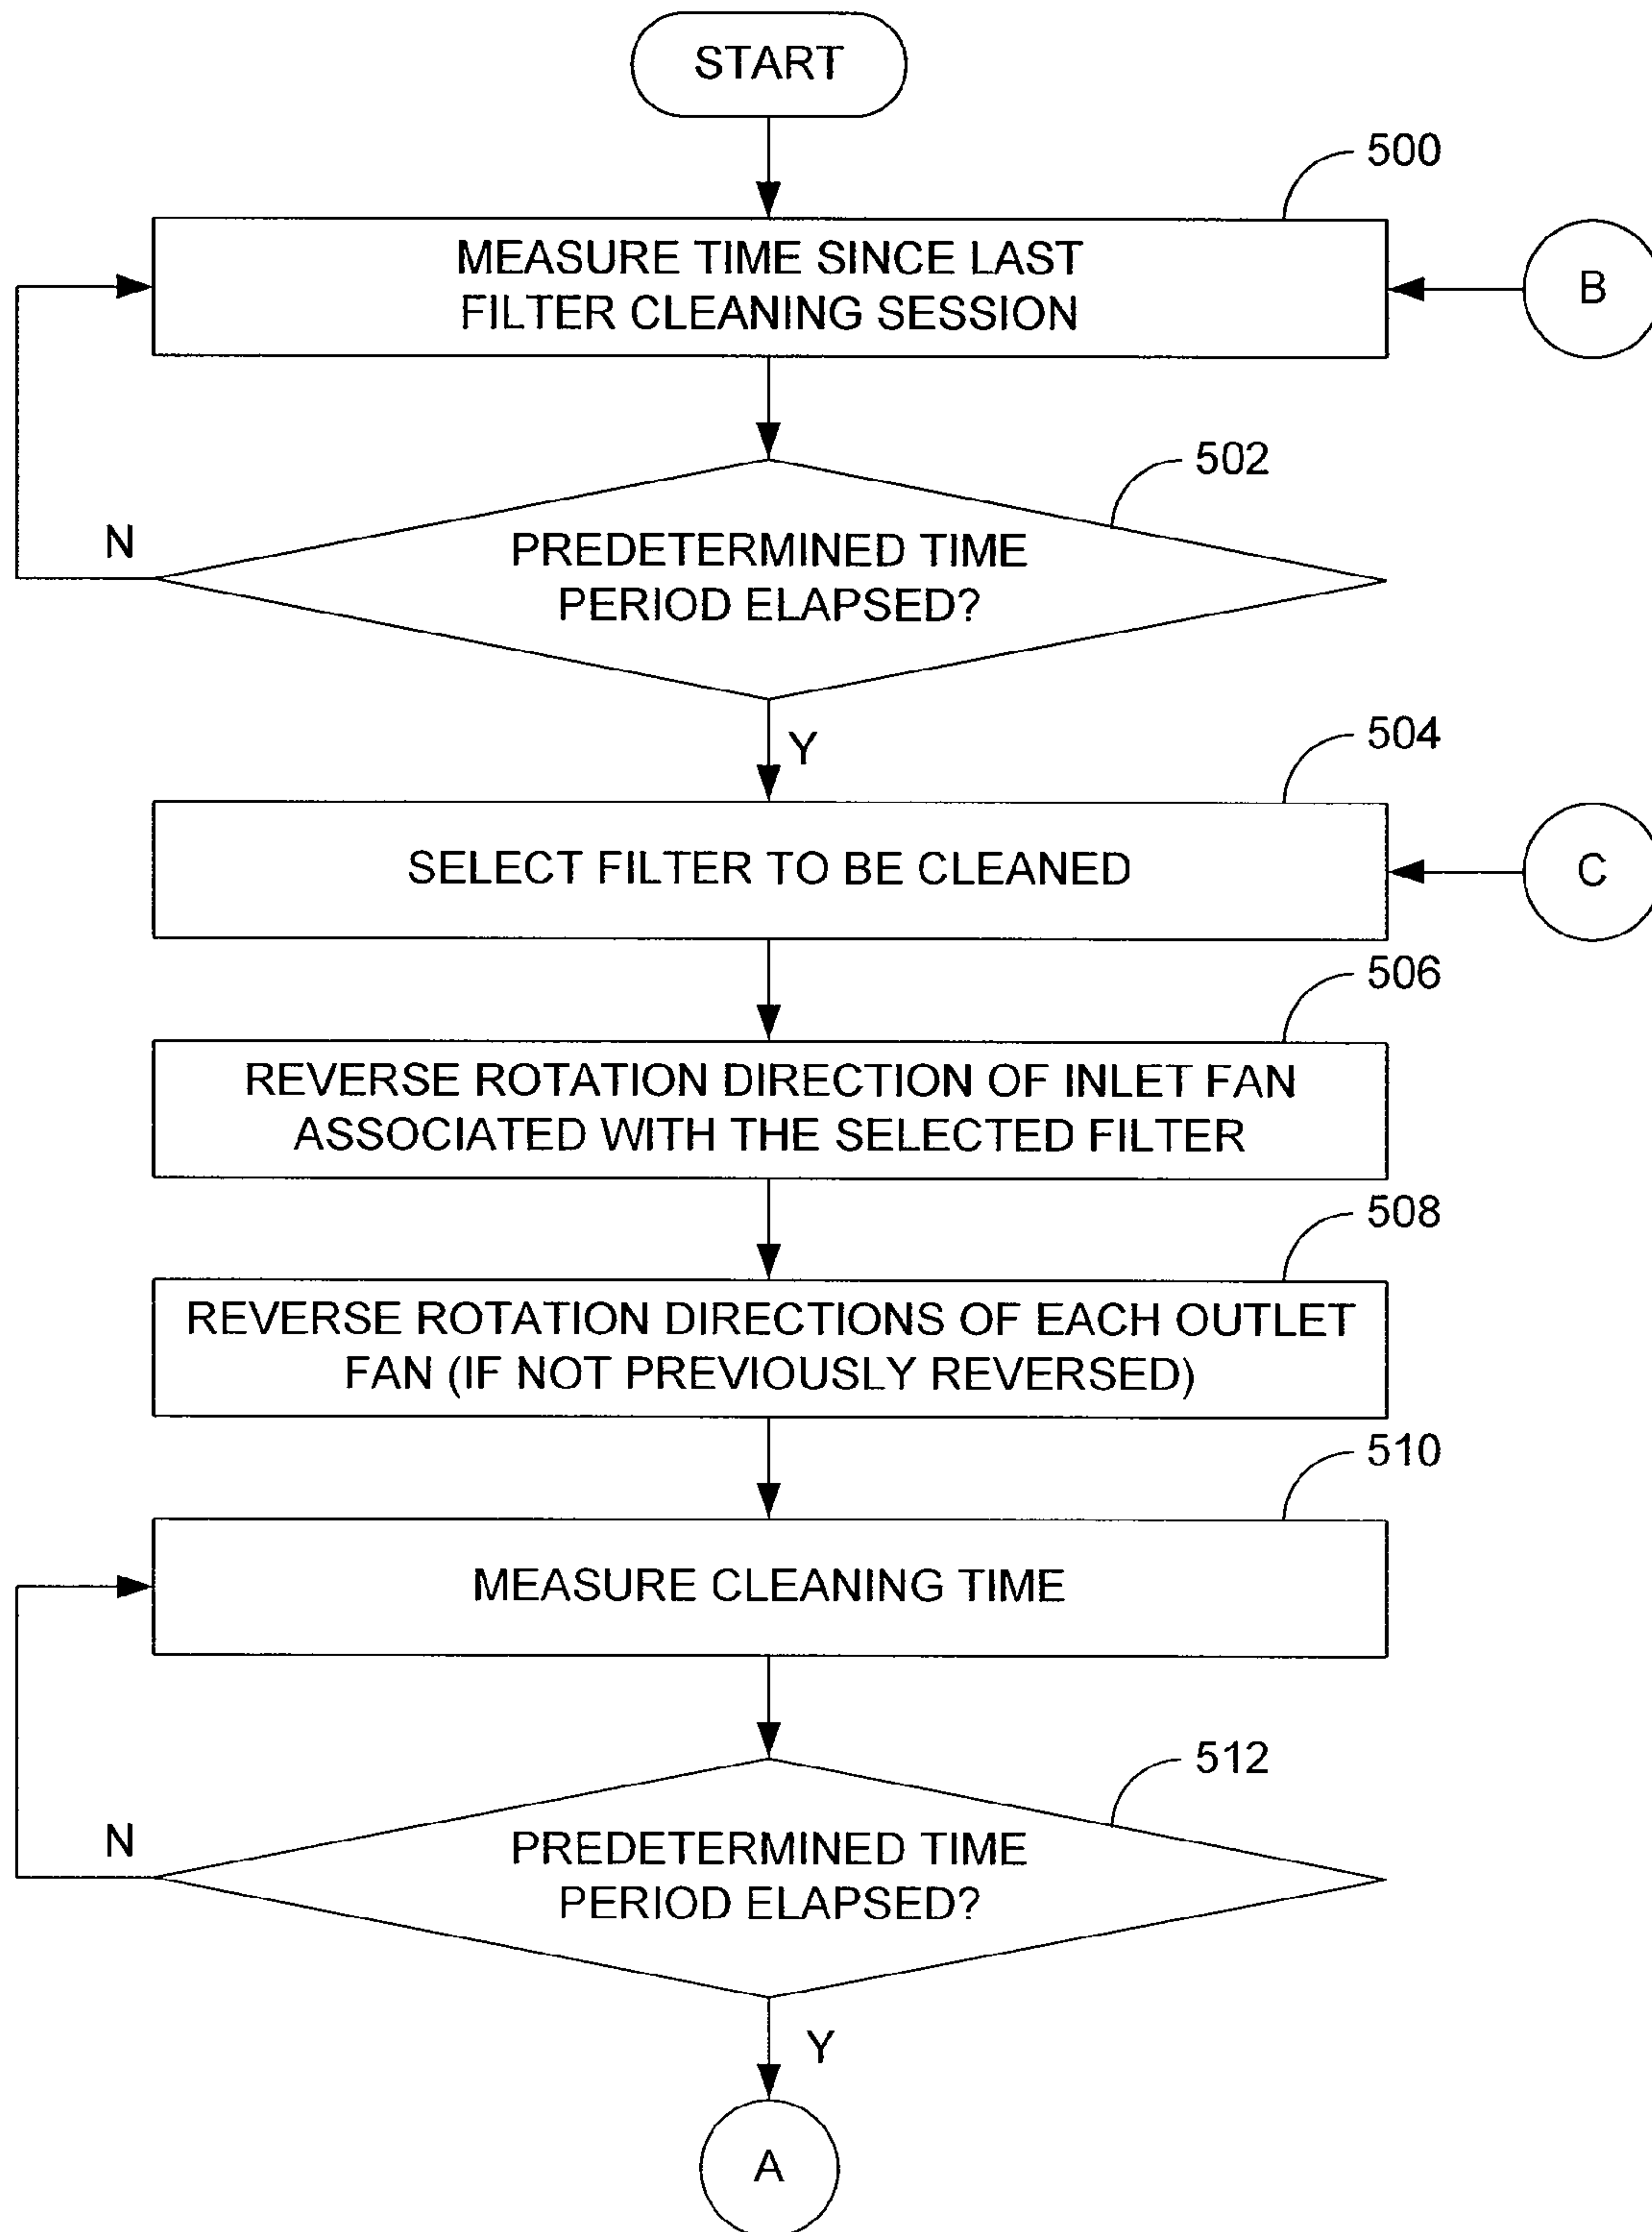 START
500
MEASURE TIME SINCE LAST
FILTER CLEANING SESSION
B
502
N
PREDETERMINED TIME
PERIOD ELAPSED?
Y
504
SELECT FILTER TO BE CLEANED
C
506
REVERSE ROTATION DIRECTION OF INLET FAN
ASSOCIATED WITH THE SELECTED FILTER
508
REVERSE ROTATION DIRECTIONS OF EACH OUTLET
FAN (IF NOT PREVIOUSLY REVERSED)
510
MEASURE CLEANING TIME
512
N
PREDETERMINED TIME
PERIOD ELAPSED?
Y
A